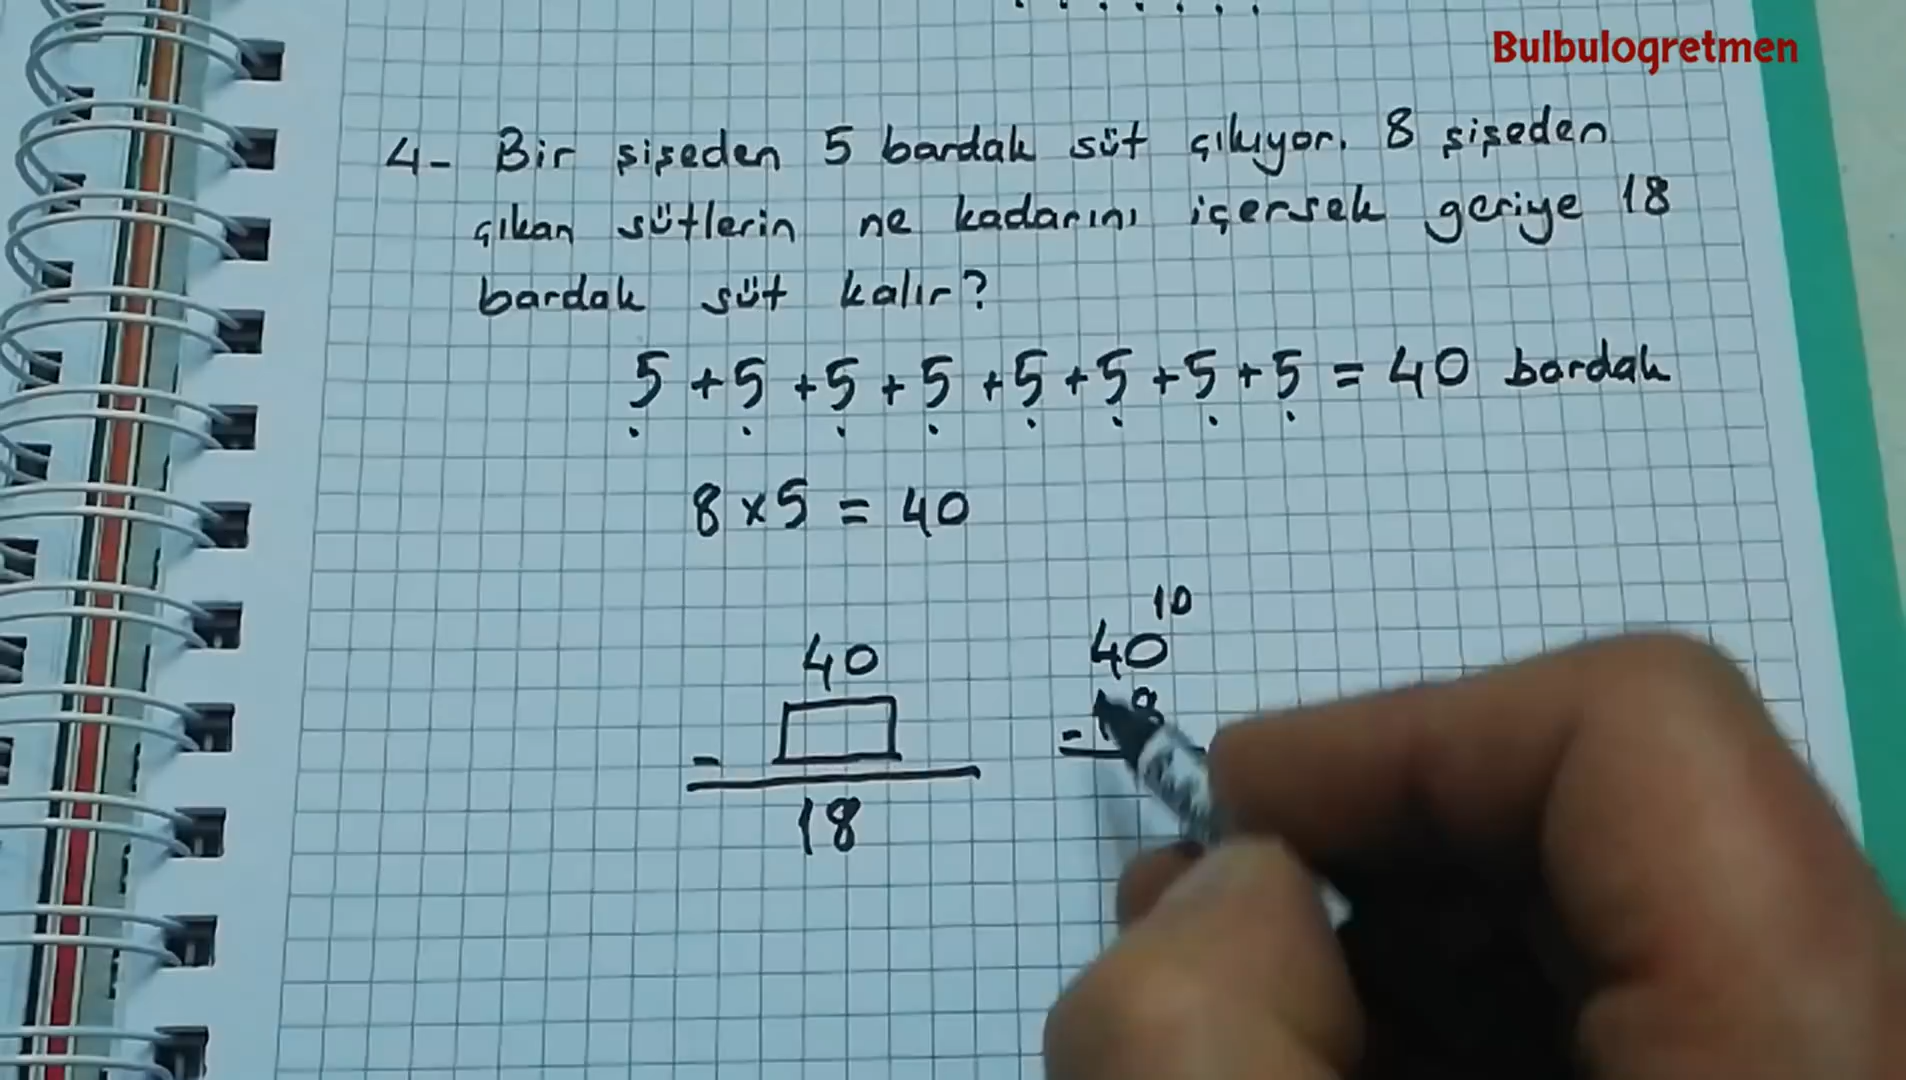 Bulbulogretmen
4- Bir şişeden 5 bardak süt çıkıyor. 8 şişeden
çıkan sütlerin ne kadarını içersek geriye 18
bardak süt kalır?
5 + 5 + 5 + 5 + 5 + 5 + 5 + 5 = 40 bardak
8 x 5 = 40
10
40 40
-
18
-